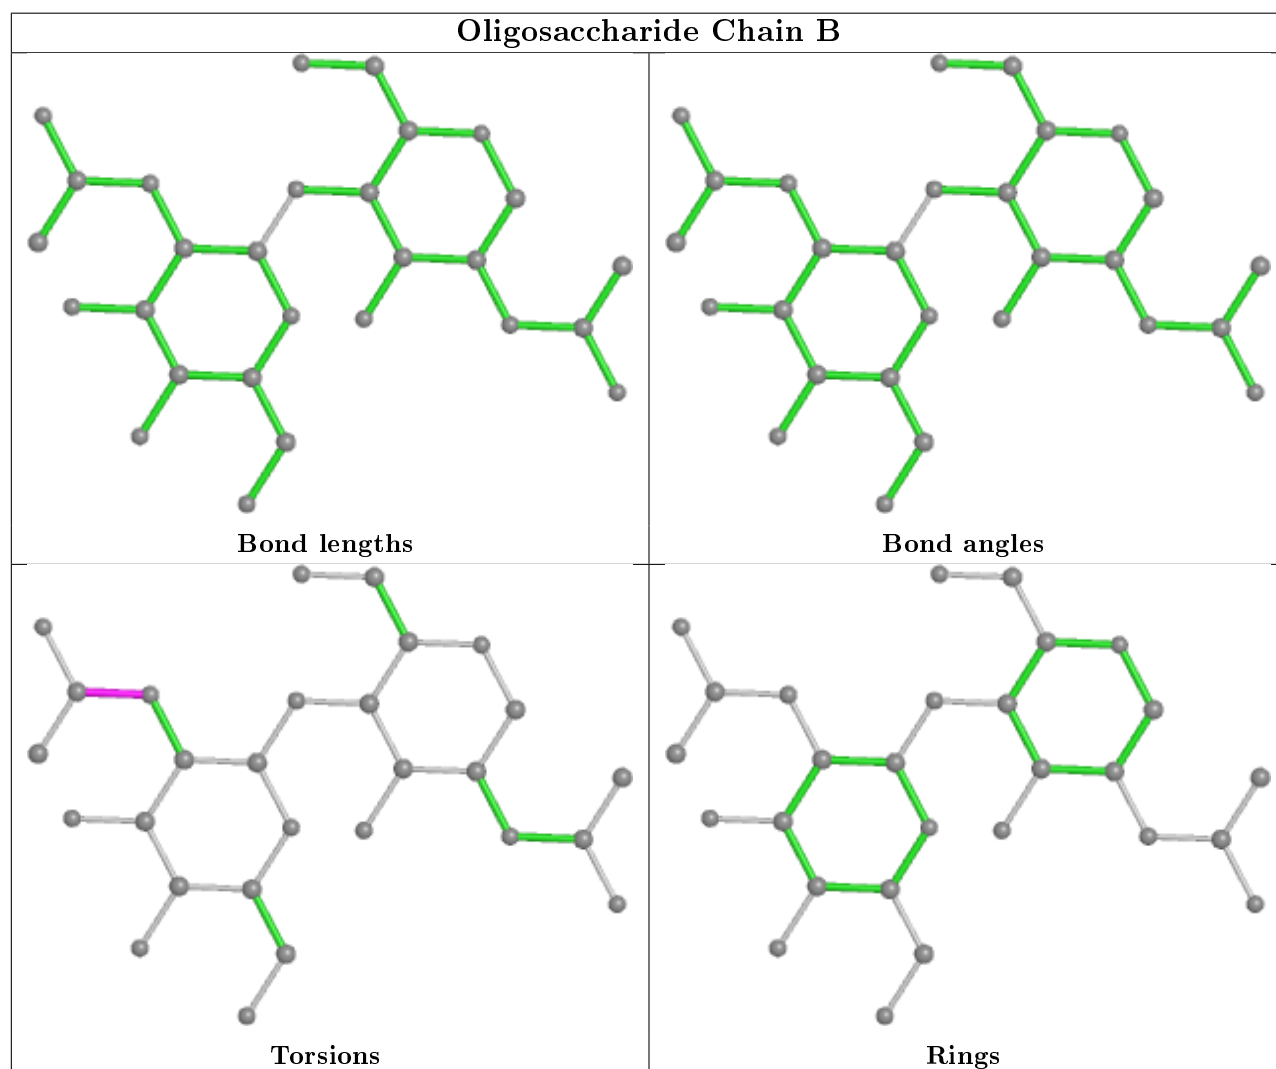 Oligosaccharide Chain B
Bond lengths
Bond angles
Torsions
Rings